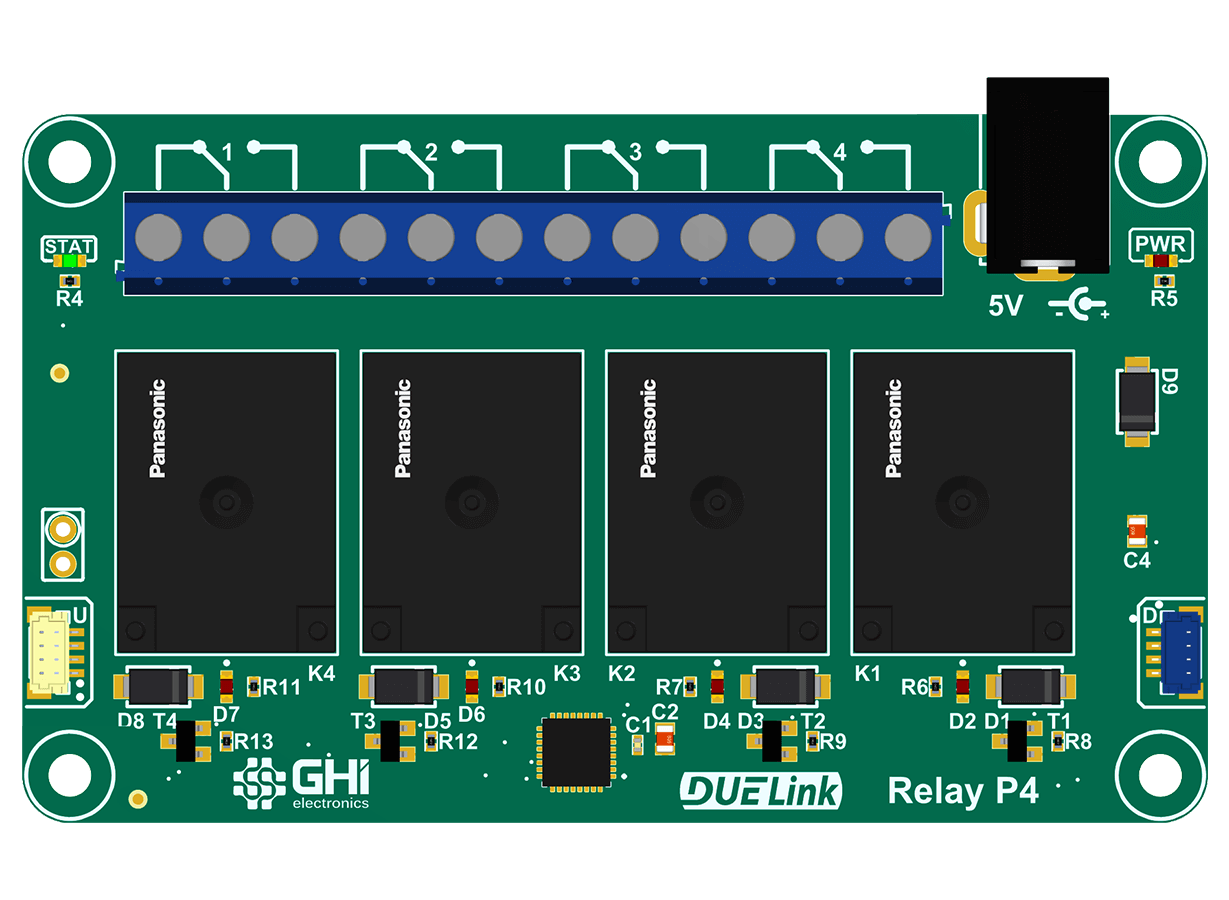 1
2
3
4
STAT
R4
PWR
R5
5V
- +
Panasonic
Panasonic
Panasonic
Panasonic
D9
C4
U
D
K4
K3
K2
K1
R11
R10
R7
R6
D8
T4
D7
T3
D5
D6
C1
C2
D4
D3
T2
D2
D1
T1
R13
R12
R9
R8
GHI
electronics
DUELink
Relay P4